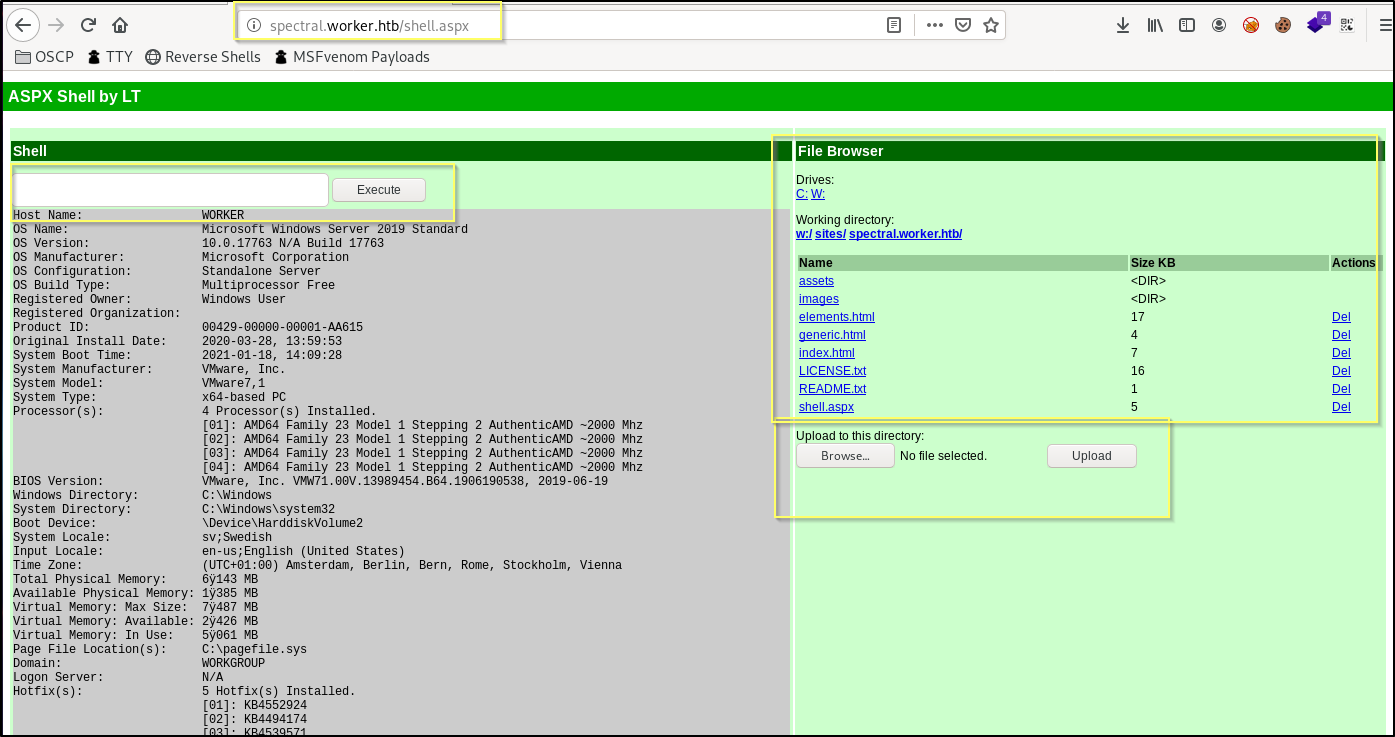 spectral.worker.htb/shell.aspx
4
OSCP TTY Reverse Shells MSFvenom Payloads
ASPX Shell by LT
Shell
Execute
Host Name: WORKER
OS Name: Microsoft Windows Server 2019 Standard
OS Version: 10.0.17763 N/A Build 17763
OS Manufacturer: Microsoft Corporation
OS Configuration: Standalone Server
OS Build Type: Multiprocessor Free
Registered Owner: Windows User
Registered Organization:
Product ID: 00429-00000-00001-AA615
Original Install Date: 2020-03-28, 13:59:53
System Boot Time: 2021-01-18, 14:09:28
System Manufacturer: VMware, Inc.
System Model: VMware7,1
System Type: x64-based PC
Processor(s): 4 Processor(s) Installed.
[01]: AMD64 Family 23 Model 1 Stepping 2 AuthenticAMD ~2000 Mhz
[02]: AMD64 Family 23 Model 1 Stepping 2 AuthenticAMD ~2000 Mhz
[03]: AMD64 Family 23 Model 1 Stepping 2 AuthenticAMD ~2000 Mhz
[04]: AMD64 Family 23 Model 1 Stepping 2 AuthenticAMD ~2000 Mhz
BIOS Version: VMware, Inc. VMW71.00V.13989454.B64.1906190538, 2019-06-19
Windows Directory: C:\Windows
System Directory: C:\Windows\system32
Boot Device: \Device\HarddiskVolume2
System Locale: sv;Swedish
Input Locale: en-us;English (United States)
Time Zone: (UTC+01:00) Amsterdam, Berlin, Bern, Rome, Stockholm, Vienna
Total Physical Memory: 6ÿ143 MB
Available Physical Memory: 1ÿ385 MB
Virtual Memory: Max Size: 7ÿ487 MB
Virtual Memory: Available: 2ÿ426 MB
Virtual Memory: In Use: 5ÿ061 MB
Page File Location(s): C:\pagefile.sys
Domain: WORKGROUP
Logon Server: N/A
Hotfix(s): 5 Hotfix(s) Installed.
[01]: KB4552924
[02]: KB4494174
[03]: KB4539571
File Browser
Drives:
C: W:
Working directory:
w:/ sites/ spectral.worker.htb/
Name Size KB Actions
assets <DIR>
images <DIR>
elements.html 17 Del
generic.html 4 Del
index.html 7 Del
LICENSE.txt 16 Del
README.txt 1 Del
shell.aspx 5 Del
Upload to this directory:
Browse... No file selected. Upload